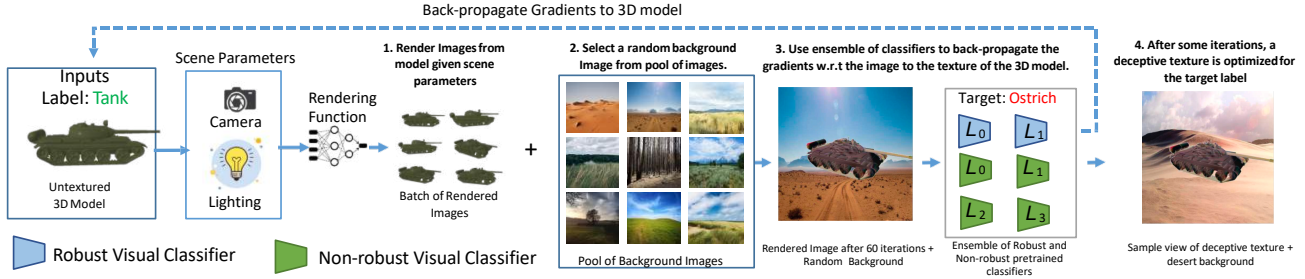 Back-propagate Gradients to 3D model
Inputs
Label: Tank
Untextured
3D Model
Scene Parameters
Camera
Lighting
Rendering
Function
1. Render Images from
model given scene
parameters
Batch of Rendered
Images
+
2. Select a random background
Image from pool of images.
Pool of Background Images
3. Use ensemble of classifiers to back-propagate the
gradients w.r.t the image to the texture of the 3D model.
Rendered Image after 60 iterations +
Random Background
Target: Ostrich
L0 L1
L0 L1
L2 L3
Ensemble of Robust and
Non-robust pretrained
classifiers
4. After some iterations, a
deceptive texture is optimized for
the target label
Sample view of deceptive texture +
desert background
Robust Visual Classifier
Non-robust Visual Classifier